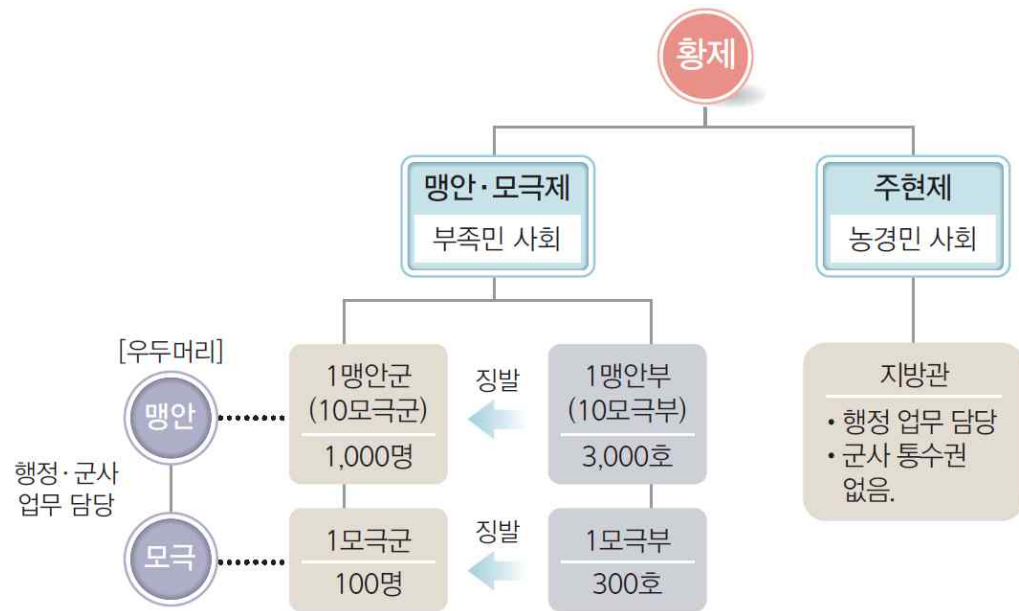 황제
맹안·모극제
부족민 사회
주현제
농경민 사회
[우두머리]
맹안
행정·군사
업무 담당
모극
1맹안군
(10모극군)
1,000명
징발
1맹안부
(10모극부)
3,000호
1모극군
100명
징발
1모극부
300호
지방관
• 행정 업무 담당
• 군사 통수권
없음.